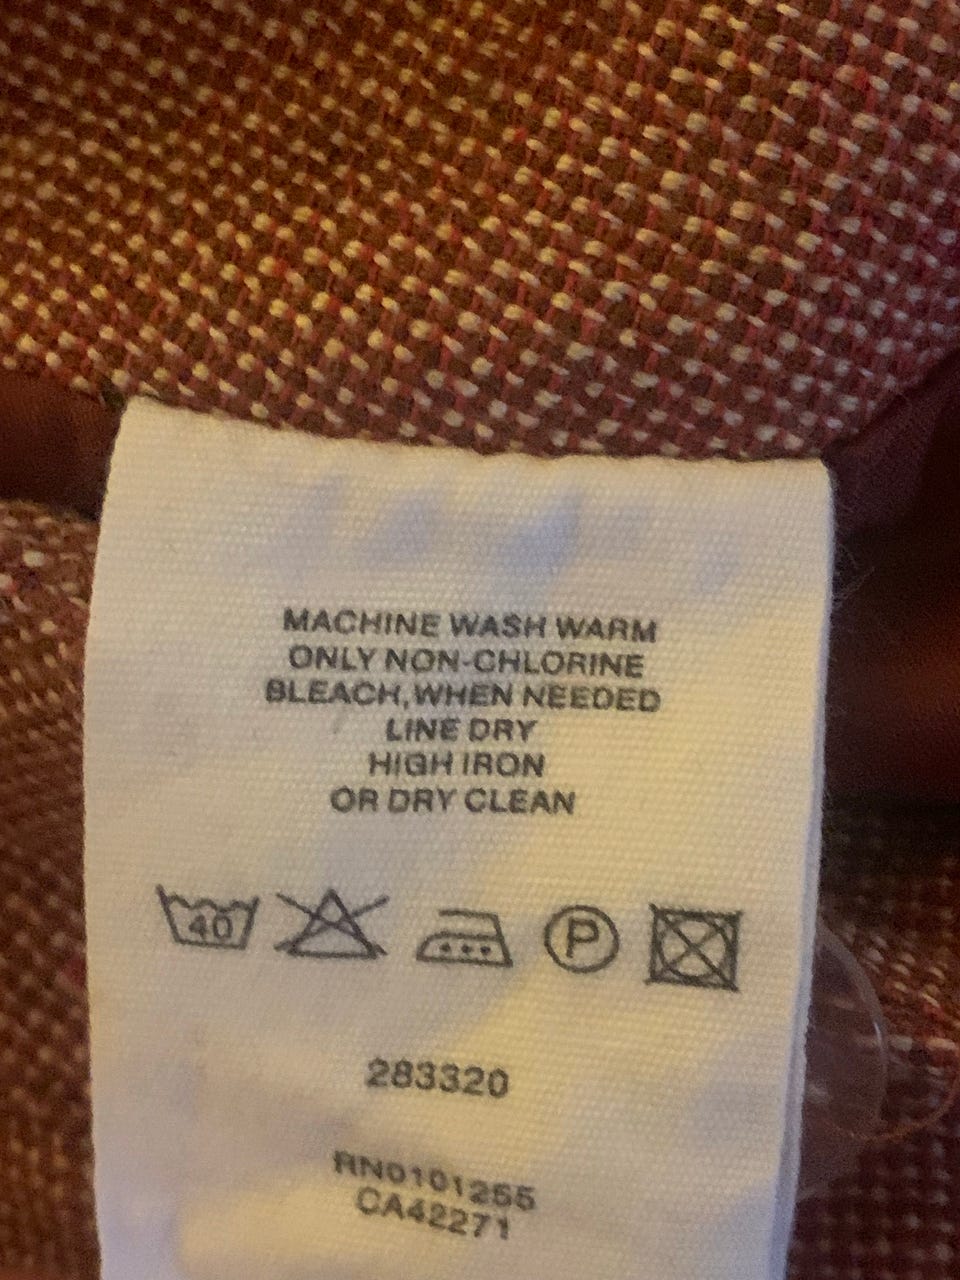 MACHINE WASH WARM
ONLY NON-CHLORINE
BLEACH, WHEN NEEDED
LINE DRY
HIGH IRON
OR DRY CLEAN
40 P
283320
RN0101255
CA42271